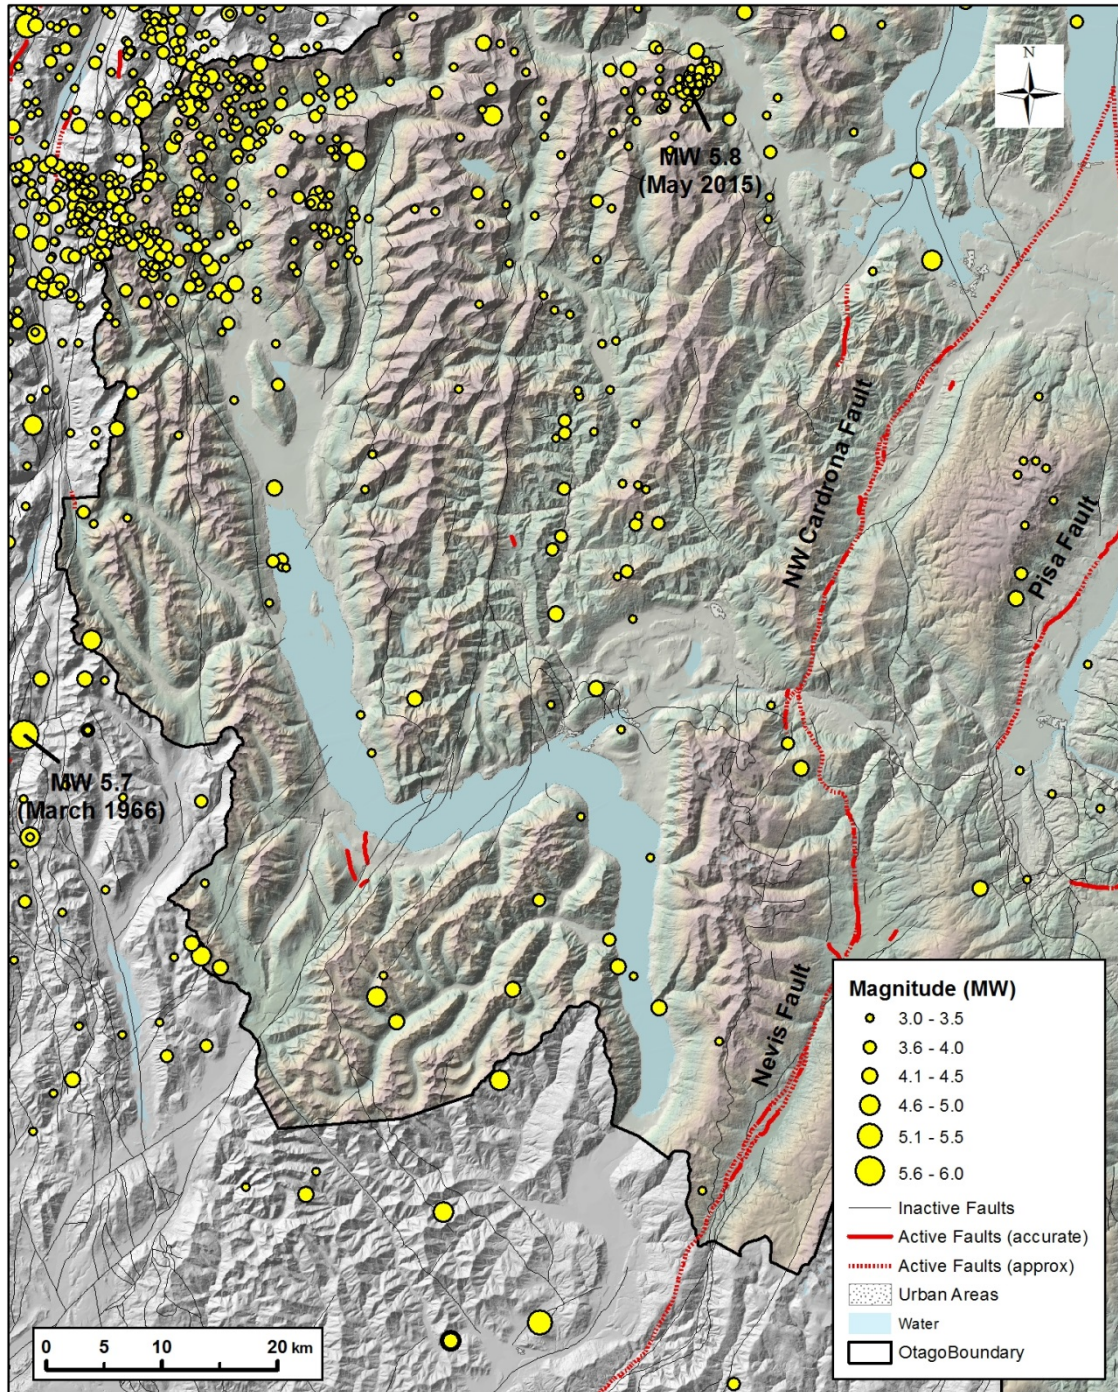 N
MW 5.8
(May 2015)
NW Cardrona Fault
Pisa Fault
MW 5.7
(March 1966)
Nevis Fault
Magnitude (MW)
3.0 - 3.5
3.6 - 4.0
4.1 - 4.5
4.6 - 5.0
5.1 - 5.5
5.6 - 6.0
Inactive Faults
Active Faults (accurate)
Active Faults (approx)
Urban Areas
Water
OtagoBoundary
0 5 10 20 km